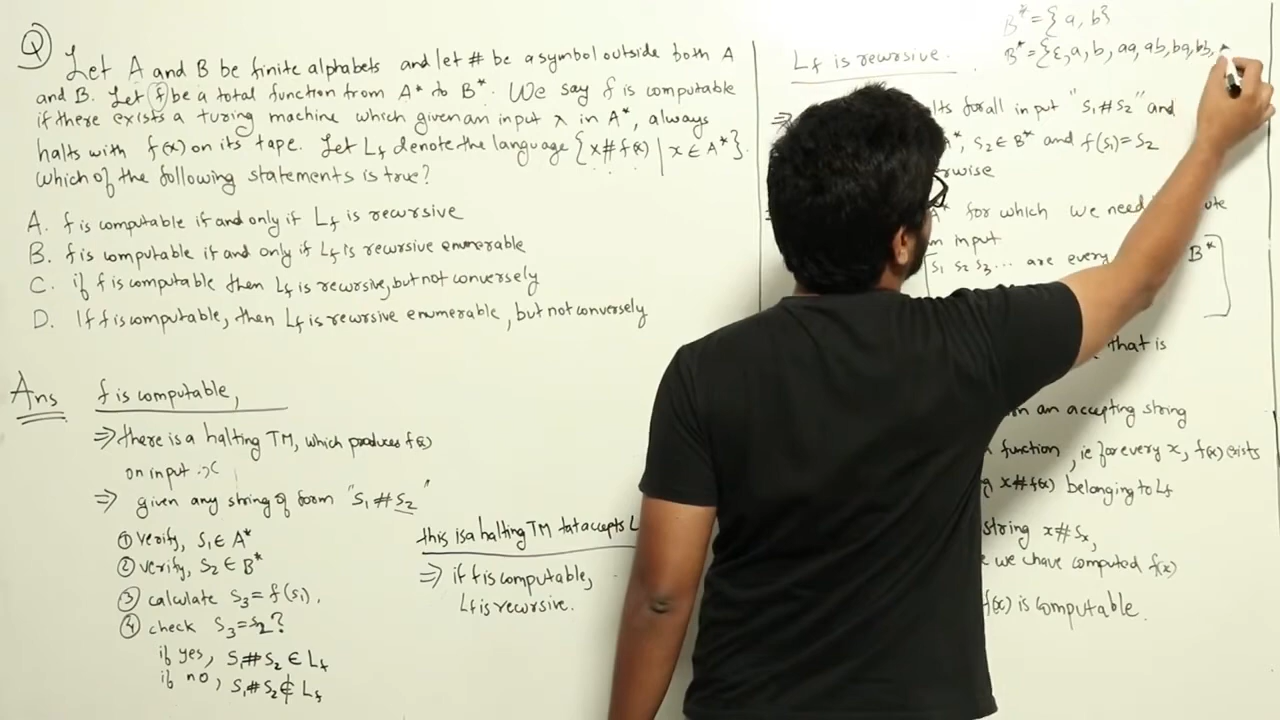 Q
Let A and B be finite alphabets and let # be a symbol outside both A
and B. Let f be a total function from A* to B*. We say f is computable
if there exists a turing machine which given an input x in A*, always
halts with f(x) on its tape. Let Lf denote the language {x#f(x) | x ∈ A*}.
which of the following statements is true?
A. f is computable if and only if Lf is recursive
B. f is computable if and only if Lf is recursive enumerable
C. if f is computable then Lf is recursive, but not conversely
D. If f is computable, then Lf is recursive enumerable, but not conversely
Ans
f is computable,
⇒ there is a halting TM, which produces f(x)
on input x
⇒ given any string of form "S1 # S2"
① verify, S1 ∈ A*
② verify, S2 ∈ B*
③ calculate S3 = f(S1).
④ check S3 = S2?
if yes, S1#S2 ∈ Lf
if no, S1#S2 ∉ Lf
this is a halting TM tat accepts L
⇒ if f is computable,
Lf is recursive.
B* = {a, b}
B* = {ε, a, b, aa, ab, ba, bb,
Lf is recursive.
⇒ for all input "S1 # S2" and
S2 ∈ B* and f(S1) = S2
A* for which we need
input
S1 S2 S3... are every B*
that is
an accepting string
function, ie for every x, f(x) exists
x#f(x) belonging to Lf
string x#Sx,
we have computed f(x)
f(x) is computable.